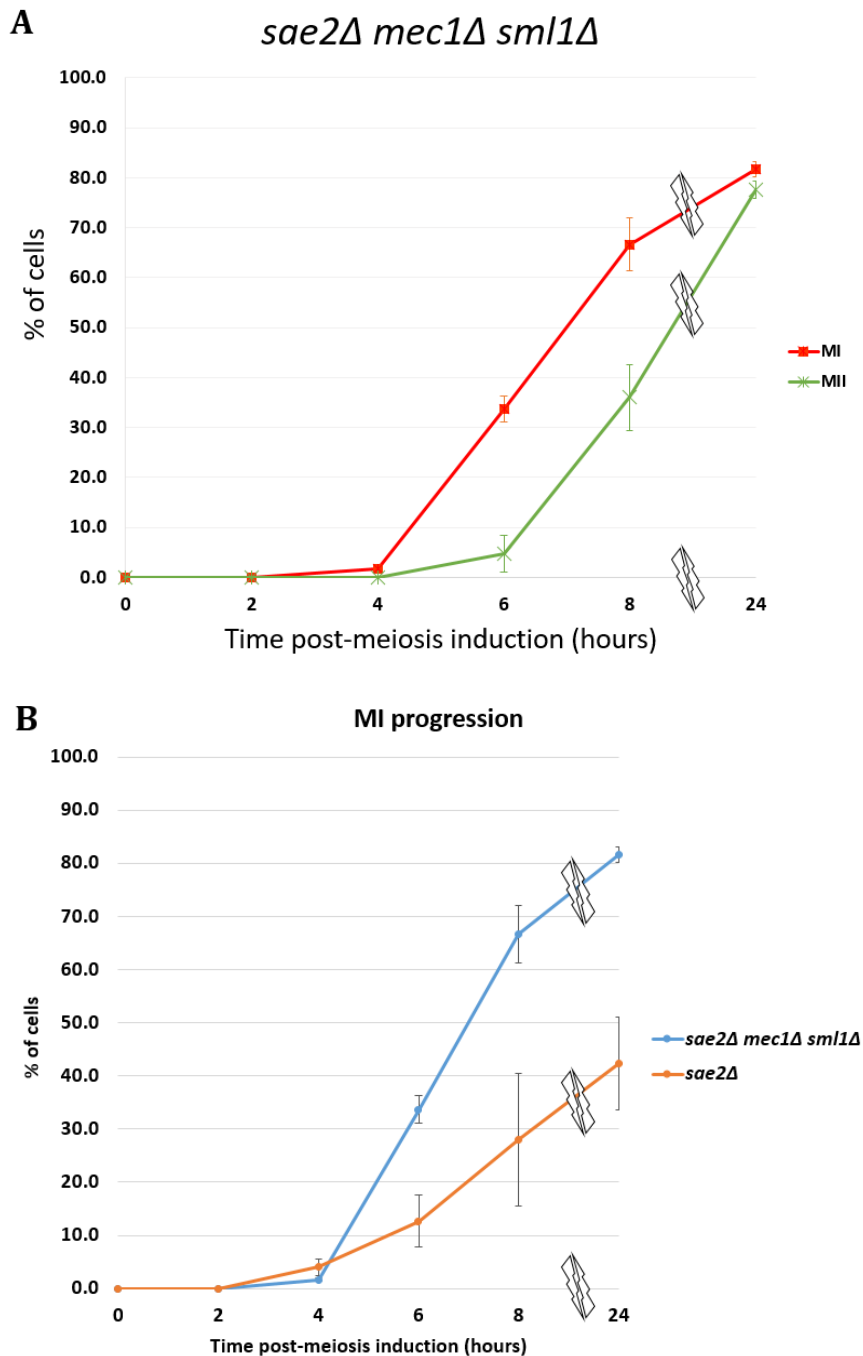 A
sae2Δ mec1Δ sml1Δ
100.0
90.0
80.0
70.0
60.0
50.0
40.0
30.0
20.0
10.0
0.0
% of cells
0 2 4 6 8 24
Time post-meiosis induction (hours)
MI
MII
B
MI progression
100.0
90.0
80.0
70.0
60.0
50.0
40.0
30.0
20.0
10.0
0.0
% of cells
0 2 4 6 8 24
Time post-meiosis induction (hours)
sae2Δ mec1Δ sml1Δ
sae2Δ